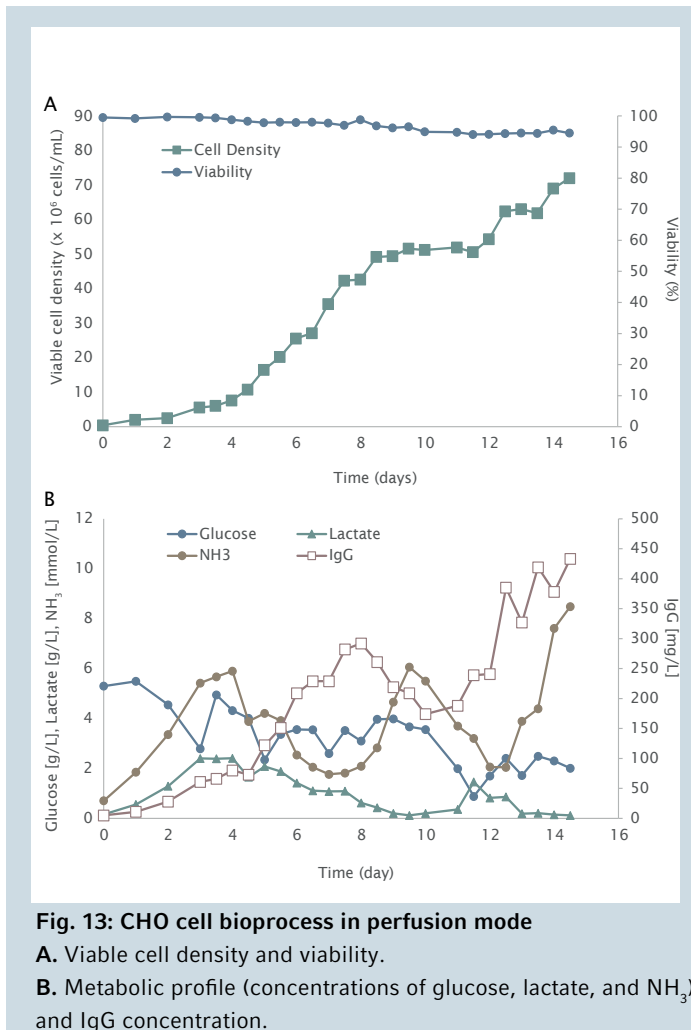 A
90
80
70
60
50
40
30
20
10
0
Viable cell density (x 10⁶ cells/mL)
Cell Density
Viability
100
90
80
70
60
50
40
30
20
10
0
Viability (%)
0 2 4 6 8 10 12 14 16
Time (days)
B
12
10
8
6
4
2
0
Glucose [g/L], Lactate [g/L], NH₃ [mmol/L]
Glucose Lactate
NH3 IgG
500
450
400
350
300
250
200
150
100
50
0
IgG [mg/L]
0 2 4 6 8 10 12 14 16
Time (day)
Fig. 13: CHO cell bioprocess in perfusion mode
A. Viable cell density and viability.
B. Metabolic profile (concentrations of glucose, lactate, and NH₃)
and IgG concentration.